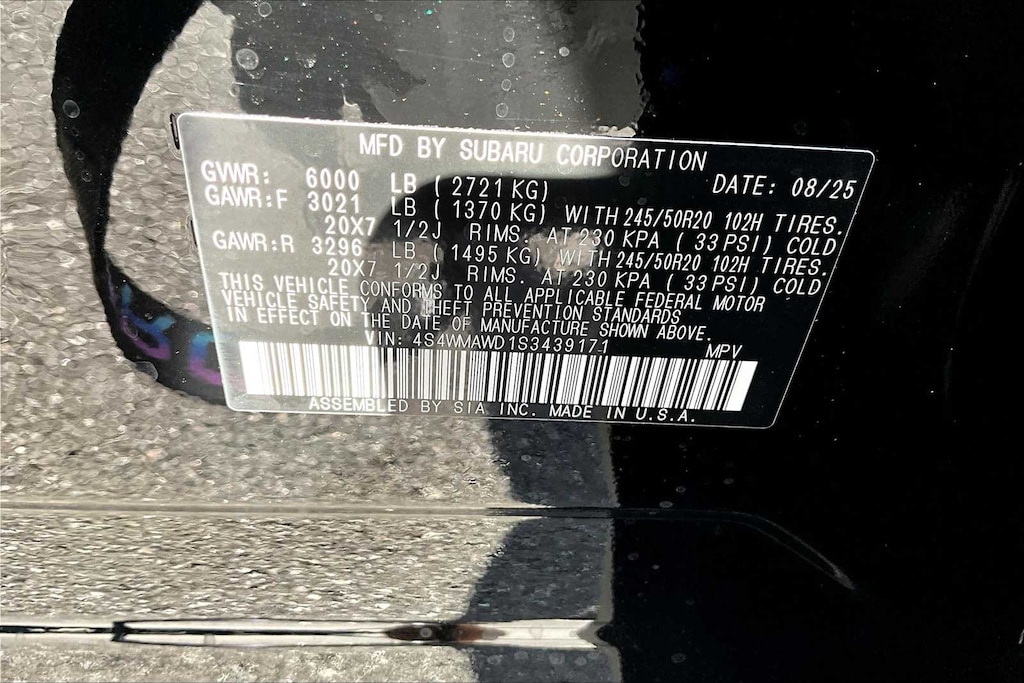 MFD BY SUBARU CORPORATION
GVWR: 6000 LB ( 2721 KG) DATE: 08/25
GAWR:F 3021 LB ( 1370 KG) WITH 245/50R20 102H TIRES.
20X7 1/2J RIMS. AT 230 KPA ( 33 PSI) COLD
GAWR:R 3296 LB ( 1495 KG) WITH 245/50R20 102H TIRES.
20X7 1/2J RIMS. AT 230 KPA ( 33 PSI) COLD
THIS VEHICLE CONFORMS TO ALL APPLICABLE FEDERAL MOTOR
VEHICLE SAFETY AND THEFT PREVENTION STANDARDS
IN EFFECT ON THE DATE OF MANUFACTURE SHOWN ABOVE.
VIN: 4S4WMAWD1S3439171 MPV
ASSEMBLED BY SIA INC. MADE IN U.S.A.